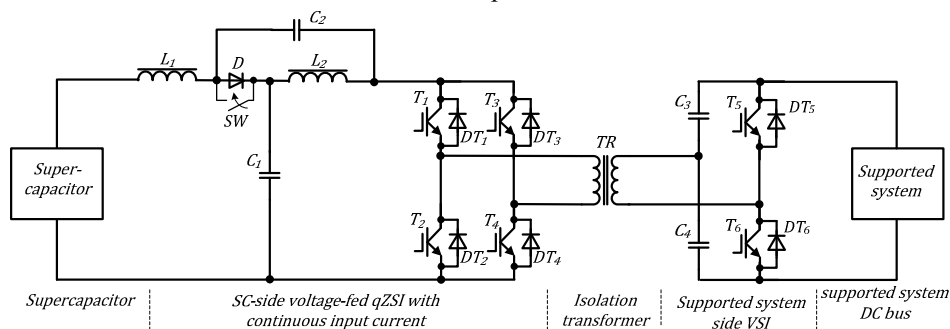 C2
L1
D
L2
SW
C1
T1
T3
DT1
DT3
T2
T4
DT2
DT4
TR
C3
C4
T5
DT5
T6
DT6
Super-
capacitor
Supported
system
Supercapacitor
SC-side voltage-fed qZSI with
continuous input current
Isolation
transformer
Supported system
side VSI
supported system
DC bus